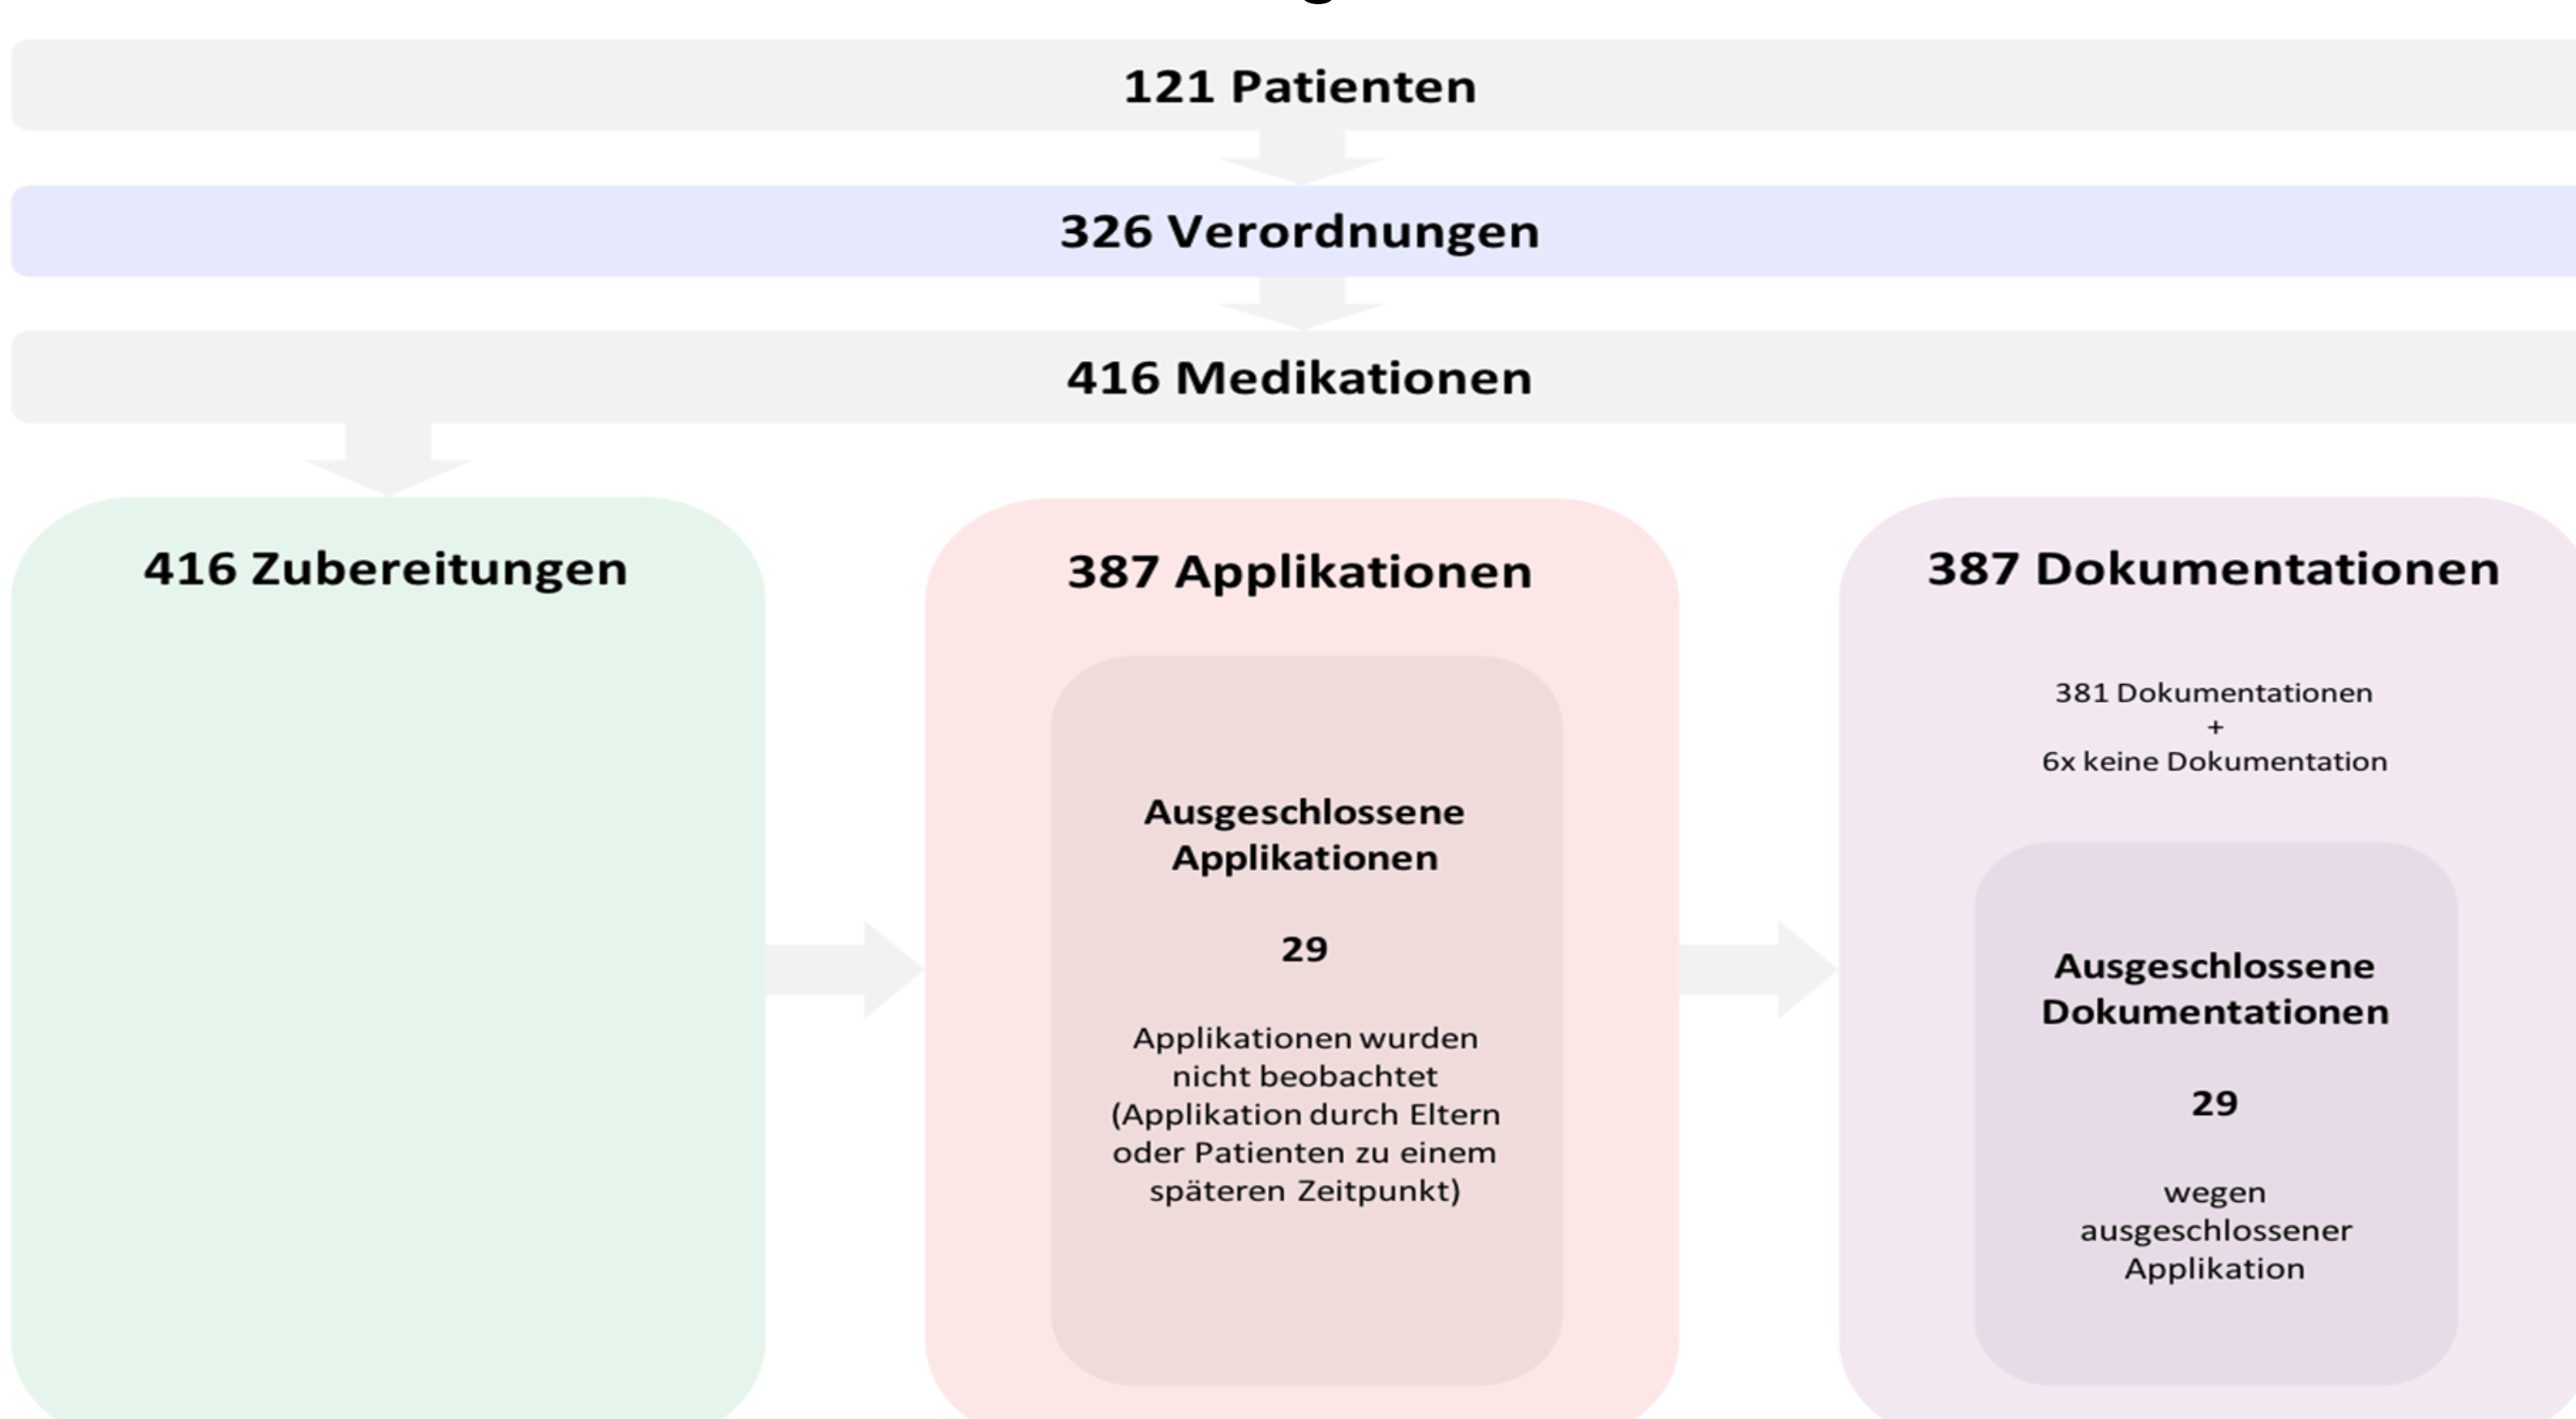 121 Patienten
326 Verordnungen
416 Medikationen
416 Zubereitungen
387 Applikationen
Ausgeschlossene
Applikationen
29
Applikationen wurden
nicht beobachtet
(Applikation durch Eltern
oder Patienten zu einem
späteren Zeitpunkt)
387 Dokumentationen
381 Dokumentationen
+
6x keine Dokumentation
Ausgeschlossene
Dokumentationen
29
wegen
ausgeschlossener
Applikation